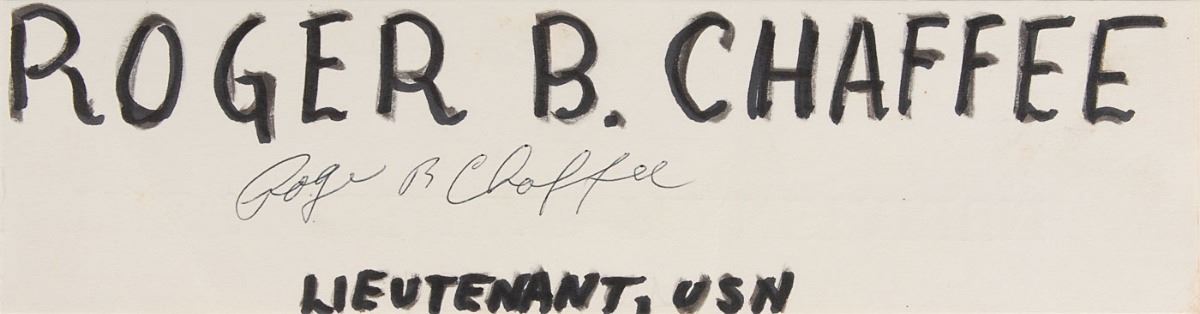 ROGER B. CHAFFEE
Roger B Chaffee
LIEUTENANT, USN